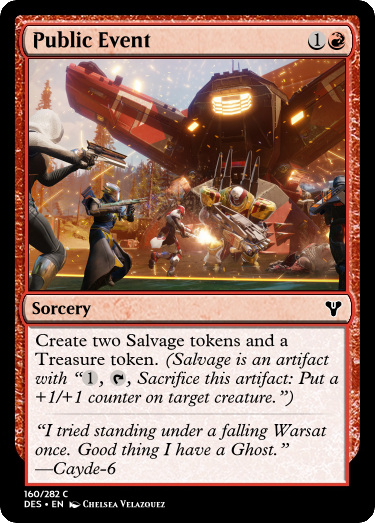 Public Event 1
Sorcery
Create two Salvage tokens and a
Treasure token. (Salvage is an artifact
with “1, , Sacrifice this artifact: Put a
+1/+1 counter on target creature.”)
“I tried standing under a falling Warsat
once. Good thing I have a Ghost.”
—Cayde-6
160/282 C
DES • EN Chelsea Velazouez